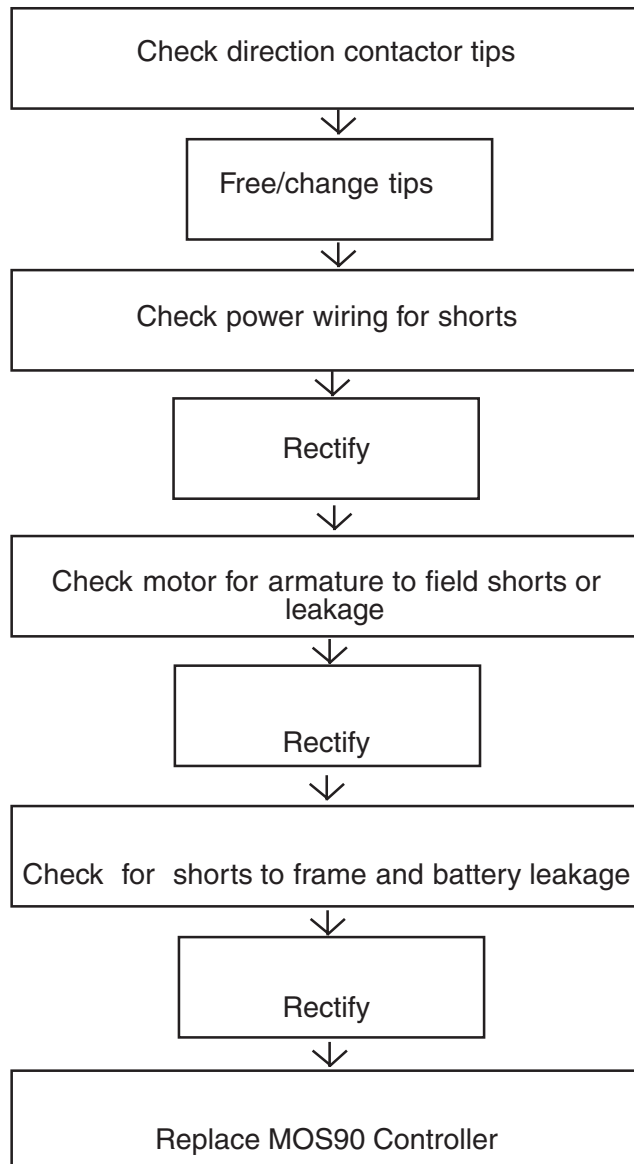 Check direction contactor tips
Free/change tips
Check power wiring for shorts
Rectify
Check motor for armature to field shorts or
leakage
Rectify
Check for shorts to frame and battery leakage
Rectify
Replace MOS90 Controller